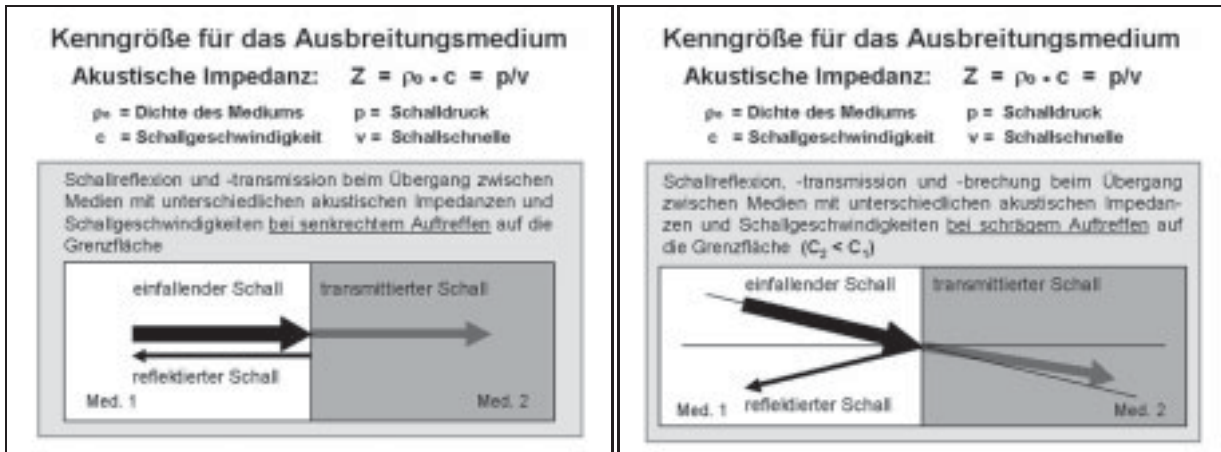 Kenngröße für das Ausbreitungsmedium
Akustische Impedanz: Z = ρ₀ • c = p/v
ρ₀ = Dichte des Mediums p = Schalldruck
c = Schallgeschwindigkeit v = Schallschnelle
Schallreflexion und -transmission beim Übergang zwischen
Medien mit unterschiedlichen akustischen Impedanzen und
Schallgeschwindigkeiten bei senkrechtem Auftreffen auf die
Grenzfläche
einfallender Schall transmittierter Schall
reflektierter Schall
Med. 1 Med. 2
Kenngröße für das Ausbreitungsmedium
Akustische Impedanz: Z = ρ₀ • c = p/v
ρ₀ = Dichte des Mediums p = Schalldruck
c = Schallgeschwindigkeit v = Schallschnelle
Schallreflexion, -transmission und -brechung beim Übergang
zwischen Medien mit unterschiedlichen akustischen Impedan-
zen und Schallgeschwindigkeiten bei schrägem Auftreffen auf
die Grenzfläche (C₂ < C₁)
einfallender Schall transmittierter Schall
Med. 1 reflektierter Schall Med. 2